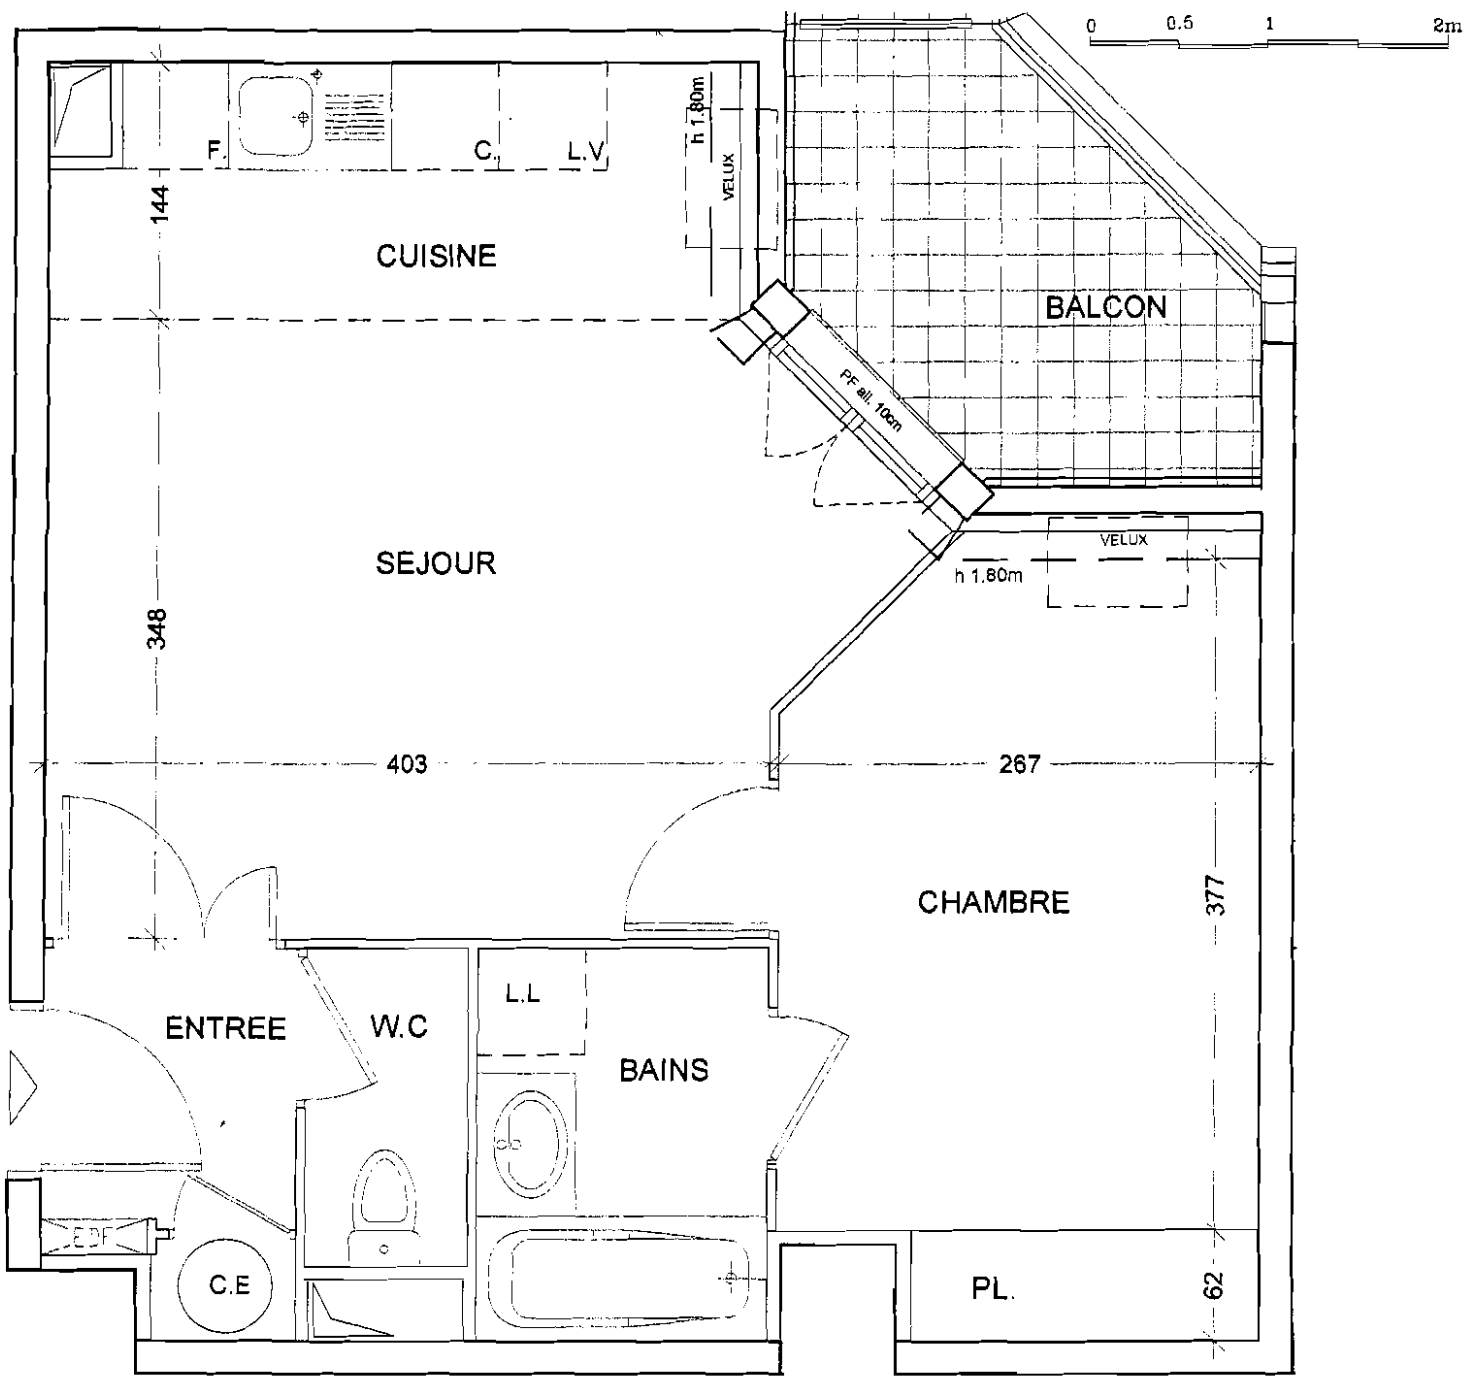 0 0.5 1 2m
F.
C.
L.V
h 1.80m
VELUX
144
CUISINE
BALCON
PF all. 10cm
SEJOUR
VELUX
h 1.80m
348
403
267
CHAMBRE
377
L.L
ENTREE
W.C
BAINS
EDF
C.E
PL.
62